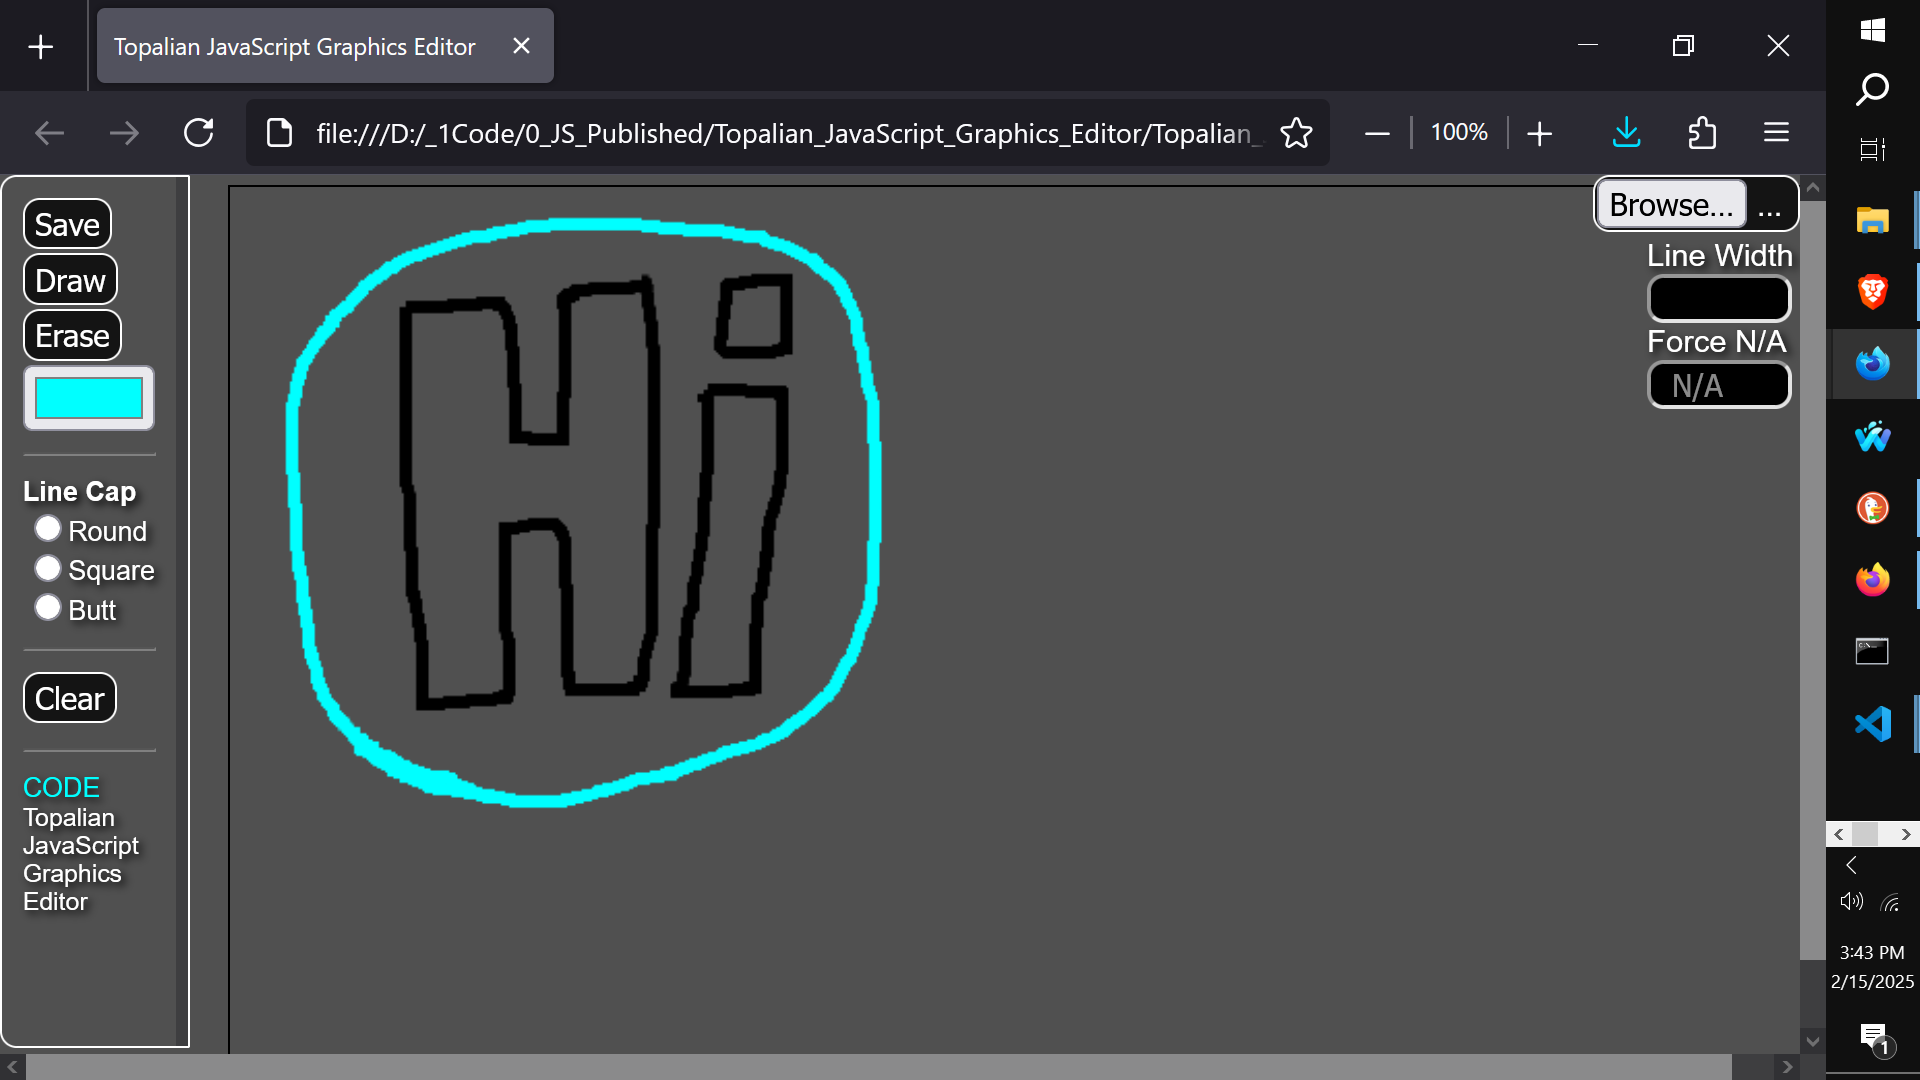 Topalian JavaScript Graphics Editor
file:///D:/_1Code/0_JS_Published/Topalian_JavaScript_Graphics_Editor/Topalian_
100%
Save
Draw
Erase
Line Cap
Round
Square
Butt
Clear
CODE
Topalian
JavaScript
Graphics
Editor
Hi
Browse... ...
Line Width
Force N/A
N/A
3:43 PM
2/15/2025
1